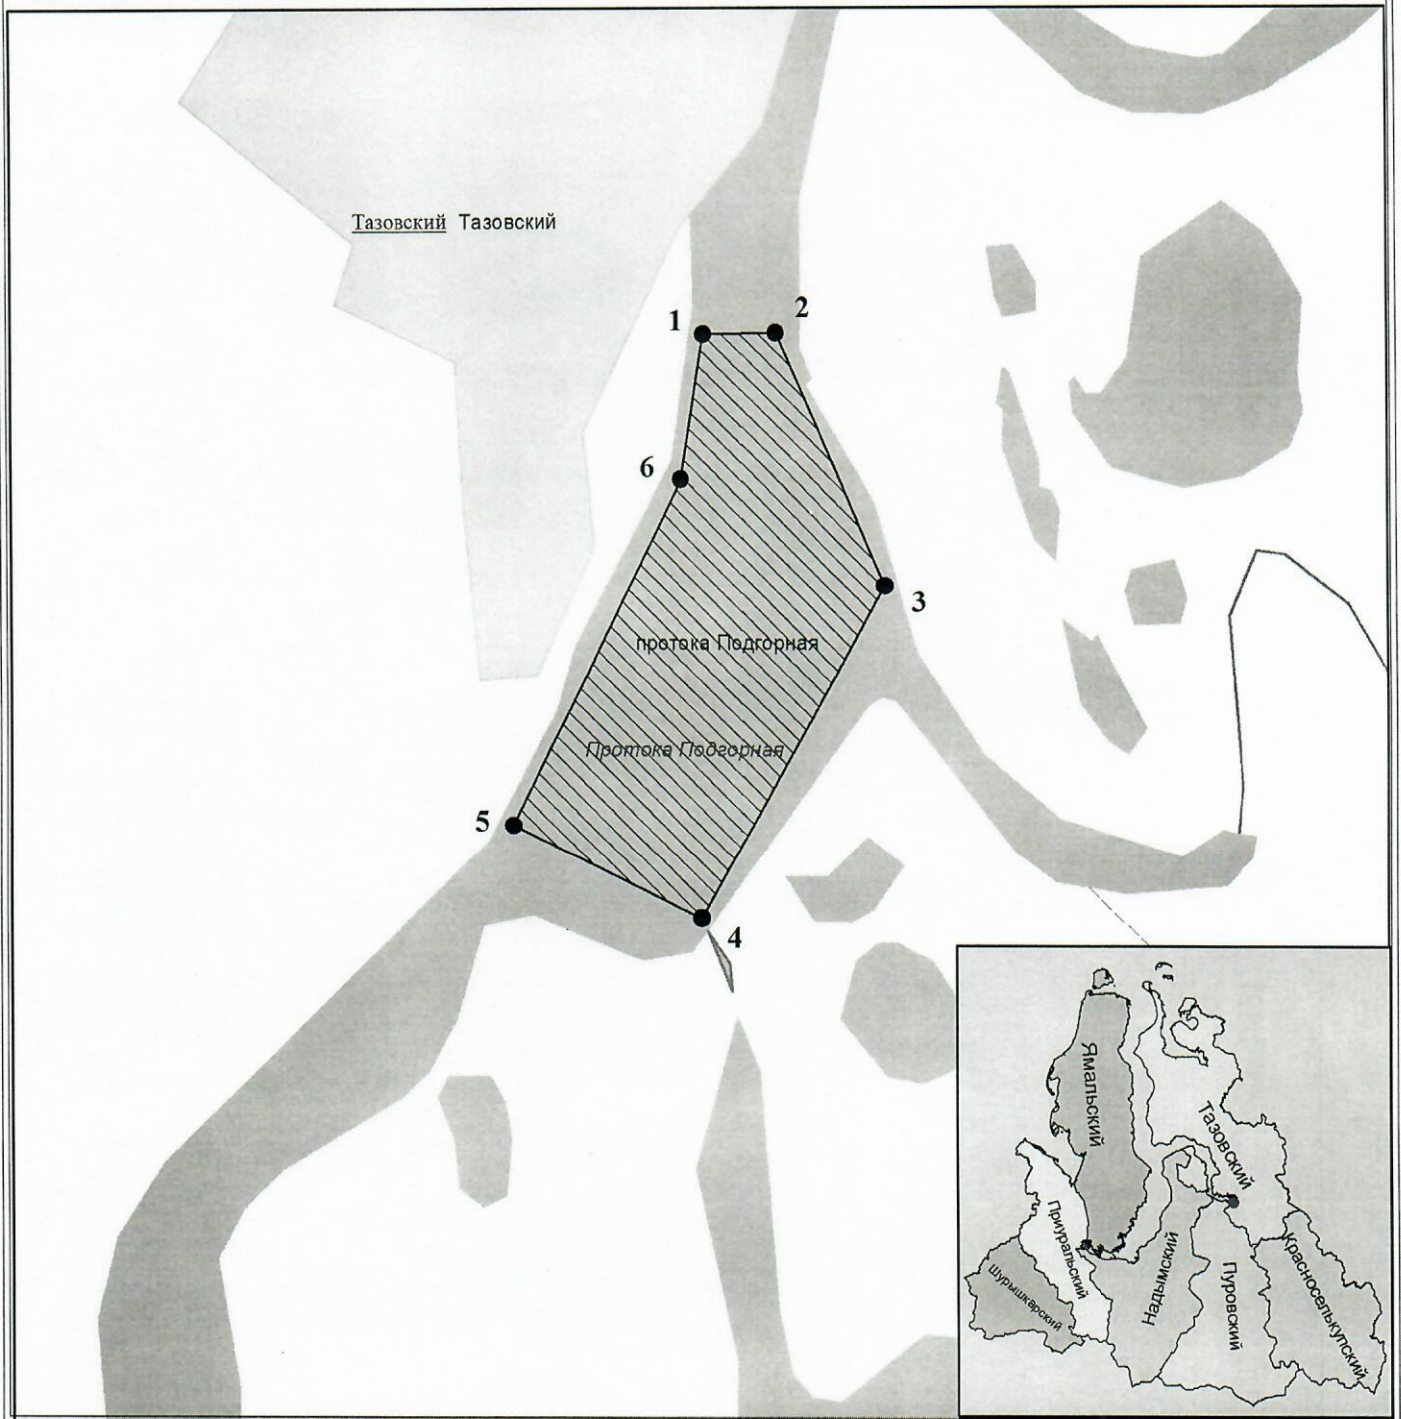 Тазовский Тазовский
1
2
6
3
протока Подгорная
Протока Подгорная
5
4
Ямальский
Тазовский
Приуральский
Шурышкарский
Надымский
Пуровский
Красноселькупский